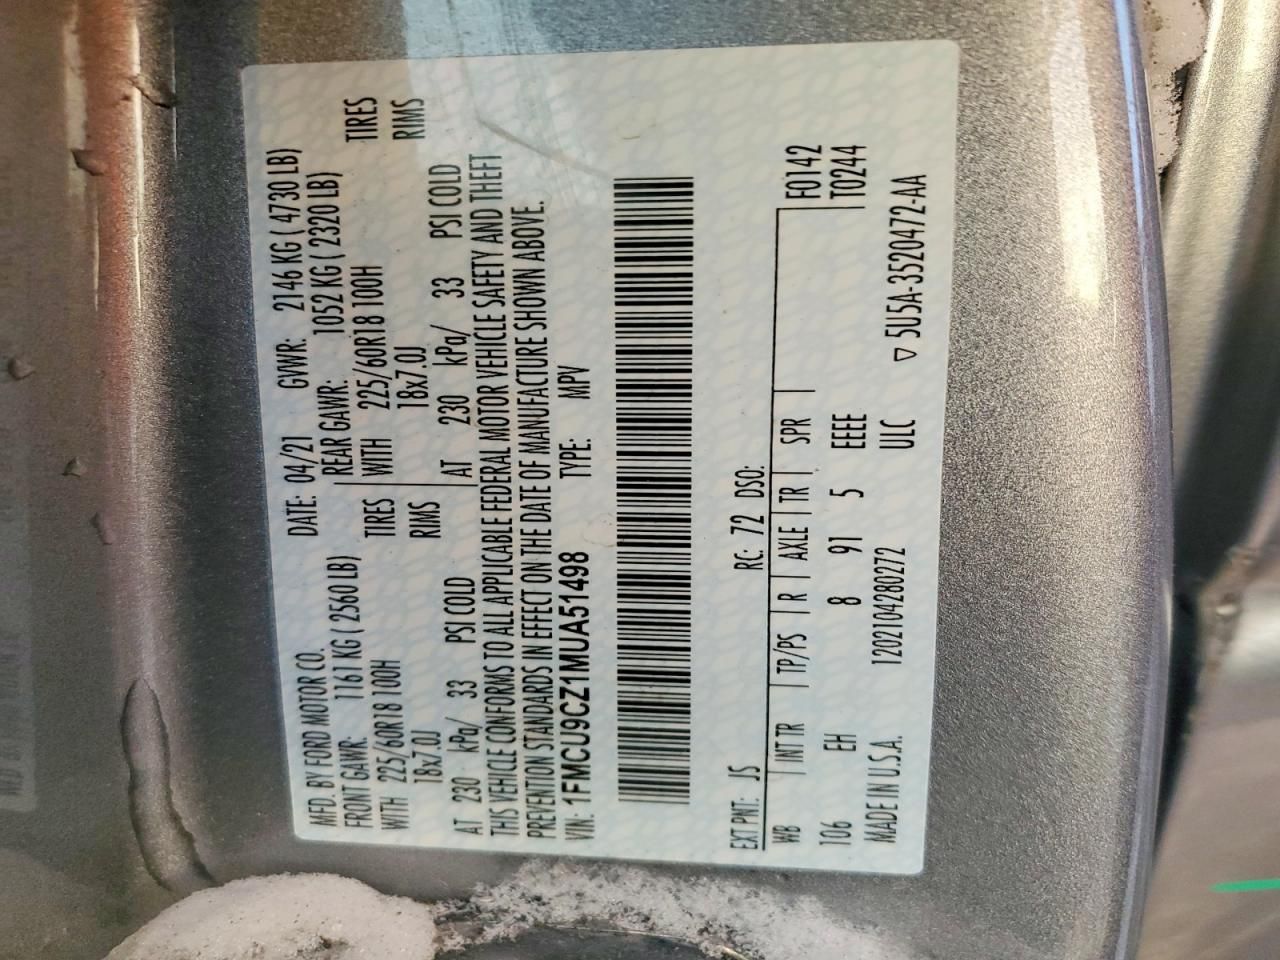 MFD. BY FORD MOTOR CO.
DATE: 04/21 GVWR: 2146 KG ( 4730 LB)
FRONT GAWR: 1161 KG ( 2560 LB)
REAR GAWR: 1052 KG ( 2320 LB)
WITH 225/60R18 100H TIRES
WITH 225/60R18 100H TIRES
18x7.0J RIMS
18x7.0J RIMS
AT 230 kPa/ 33 PSI COLD
AT 230 kPa/ 33 PSI COLD
THIS VEHICLE CONFORMS TO ALL APPLICABLE FEDERAL MOTOR VEHICLE SAFETY AND THEFT
PREVENTION STANDARDS IN EFFECT ON THE DATE OF MANUFACTURE SHOWN ABOVE.
VIN: 1FMCU9CZ1MUA51498 TYPE: MPV
EXT PNT: JS RC: 72 DSO:
WB INT TR TP/PS R AXLE TR SPR F0142
106 EH 8 91 5 EEEE T0244
MADE IN U.S.A. 120210428027​2 ULC ▽ 5U5A-3520472-AA